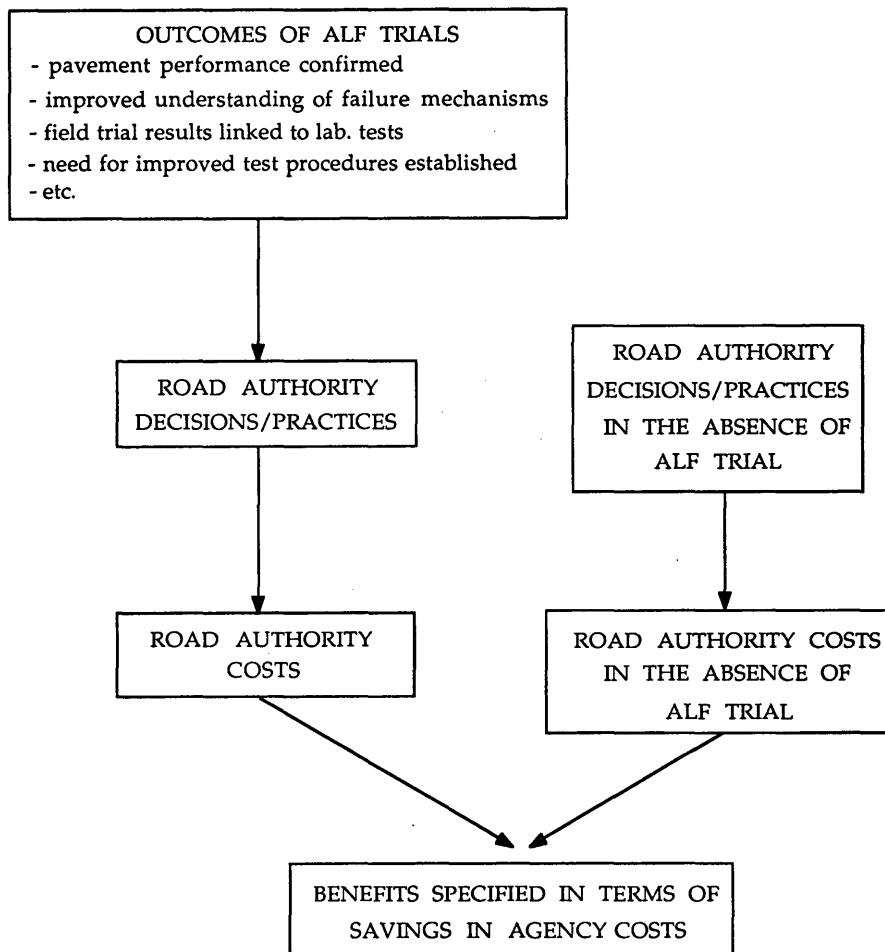 OUTCOMES OF ALF TRIALS
- pavement performance confirmed
- improved understanding of failure mechanisms
- field trial results linked to lab. tests
- need for improved test procedures established
- etc.
ROAD AUTHORITY
DECISIONS/PRACTICES
ROAD AUTHORITY
DECISIONS/PRACTICES
IN THE ABSENCE OF
ALF TRIAL
ROAD AUTHORITY
COSTS
ROAD AUTHORITY COSTS
IN THE ABSENCE OF
ALF TRIAL
BENEFITS SPECIFIED IN TERMS OF
SAVINGS IN AGENCY COSTS